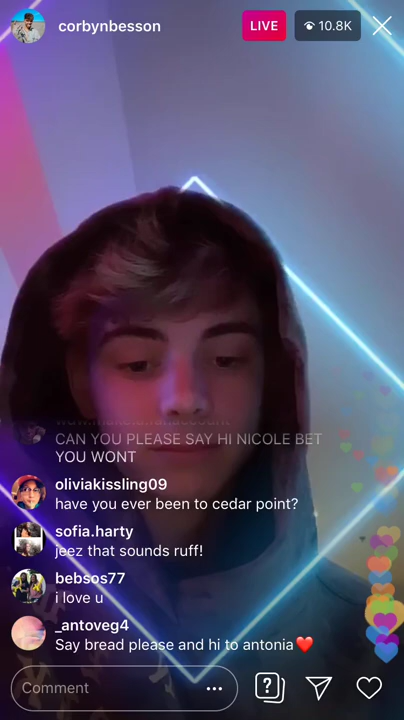 corbynbesson
LIVE
10.8K
CAN YOU PLEASE SAY HI NICOLE BET
YOU WONT
oliviakissling09
have you ever been to cedar point?
sofia.harty
jeez that sounds ruff!
bebsos77
i love u
_antoveg4
Say bread please and hi to antonia❤️
Comment